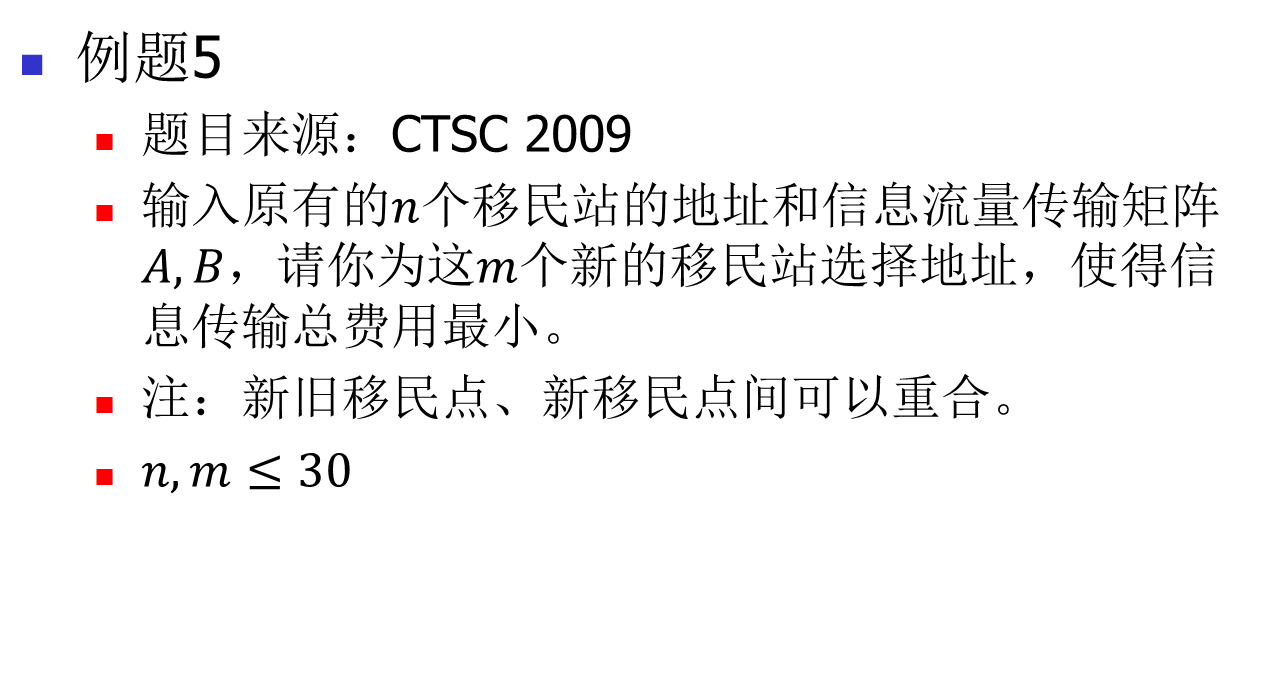 例题5
题目来源：CTSC 2009
输入原有的n个移民站的地址和信息流量传输矩阵
A, B，请你为这m个新的移民站选择地址，使得信
息传输总费用最小。
注：新旧移民点、新移民点间可以重合。
n, m ≤ 30